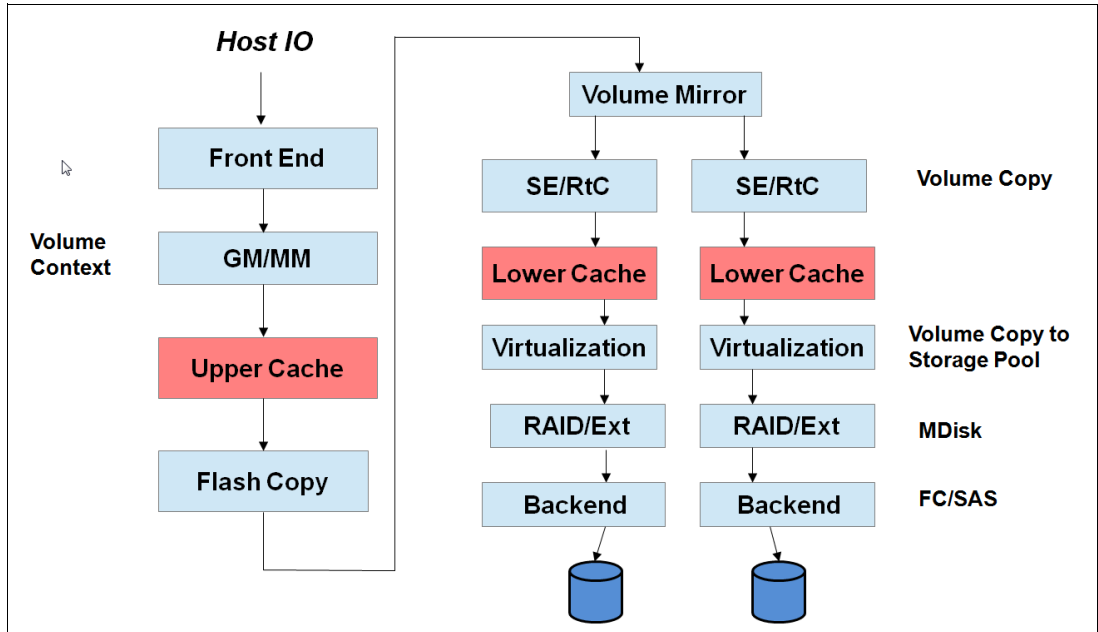 Host IO
Front End
Volume
Context
GM/MM
Upper Cache
Flash Copy
Volume Mirror
SE/RtC
SE/RtC
Volume Copy
Lower Cache
Lower Cache
Virtualization
Virtualization
Volume Copy to
Storage Pool
RAID/Ext
RAID/Ext
MDisk
Backend
Backend
FC/SAS